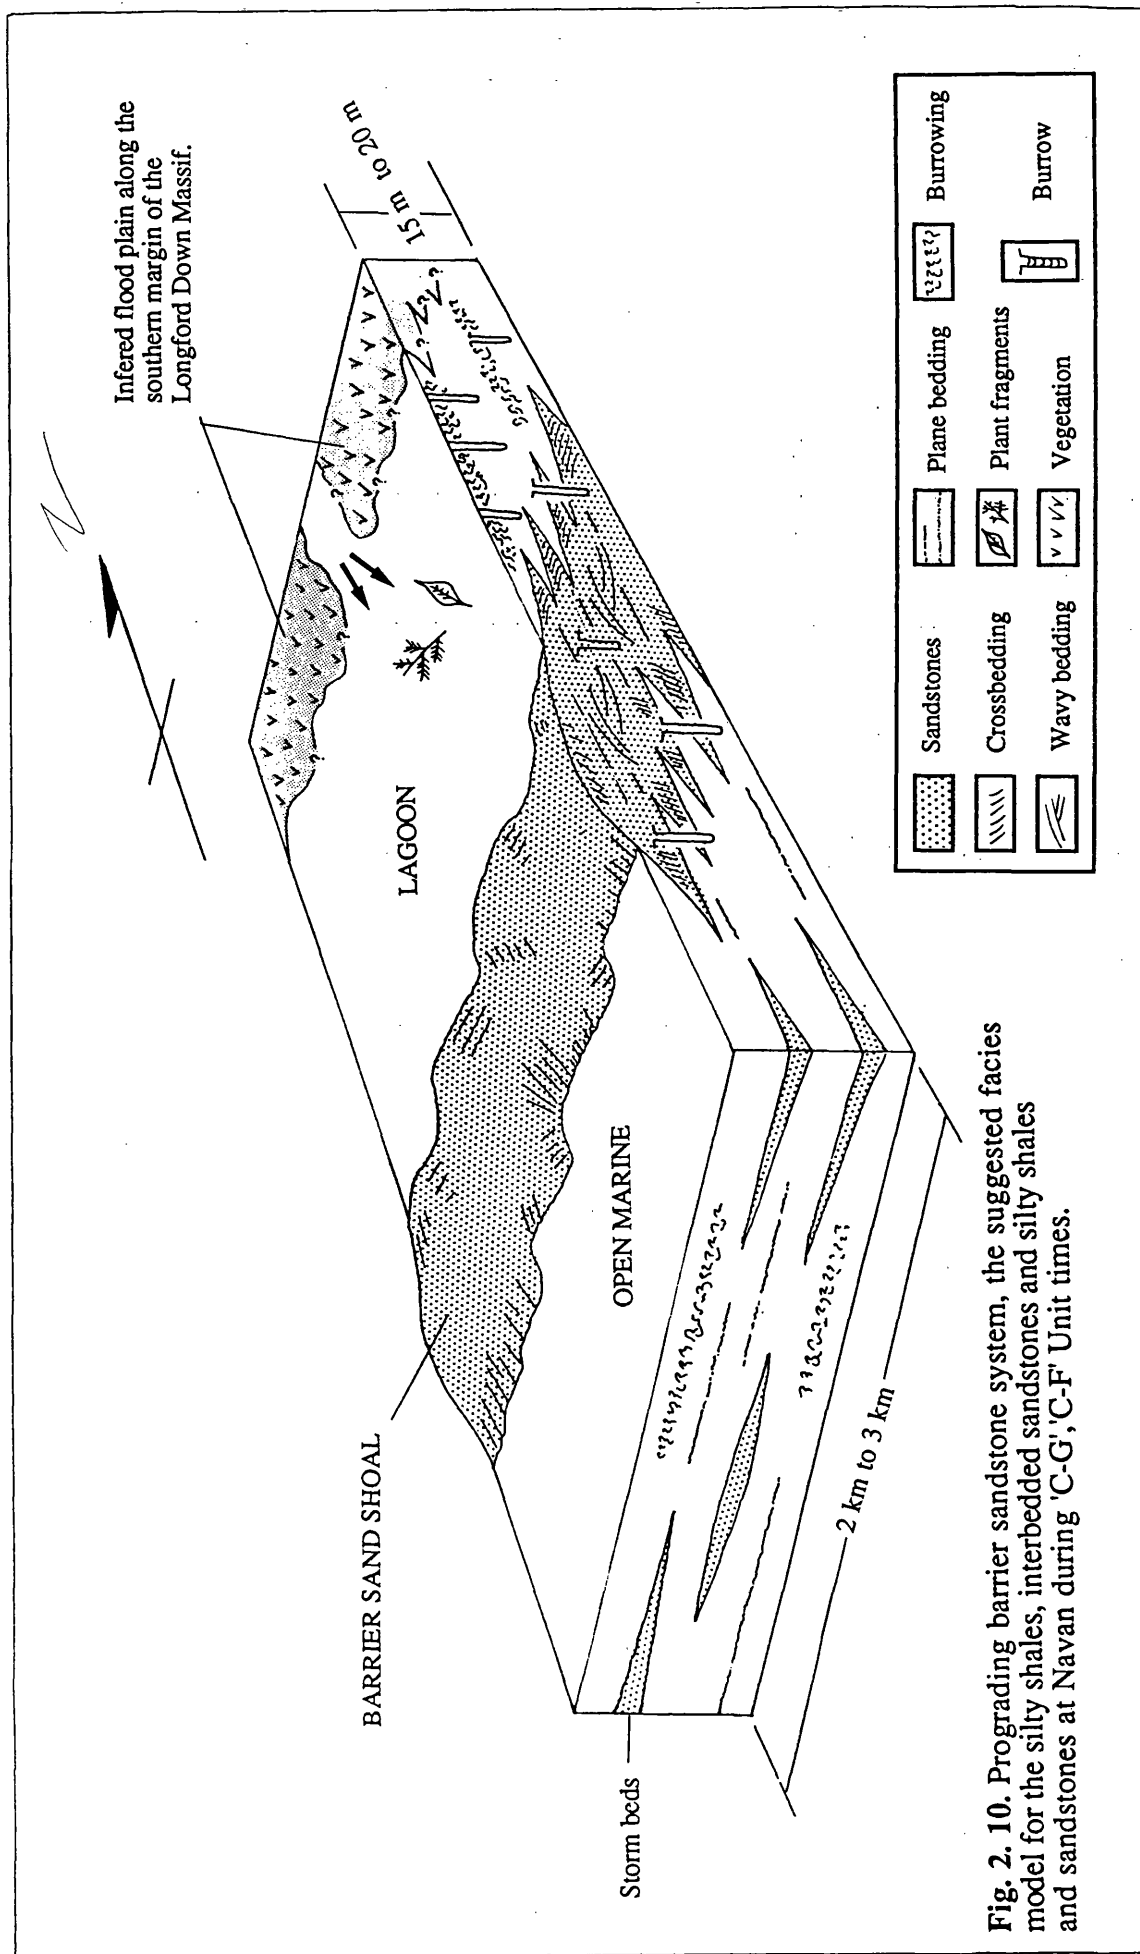 Infered flood plain along the
southern margin of the
Longford Down Massif.
N
15 m to 20 m
BARRIER SAND SHOAL
LAGOON
OPEN MARINE
Storm beds
2 km to 3 km
? ? ? ? ? ? ?
Sandstones
Plane bedding
Burrowing
Crossbedding
Plant fragments
Wavy bedding
Vegetation
Burrow
Fig. 2. 10. Prograding barrier sandstone system, the suggested facies
model for the silty shales, interbedded sandstones and silty shales
and sandstones at Navan during 'C-G','C-F' Unit times.